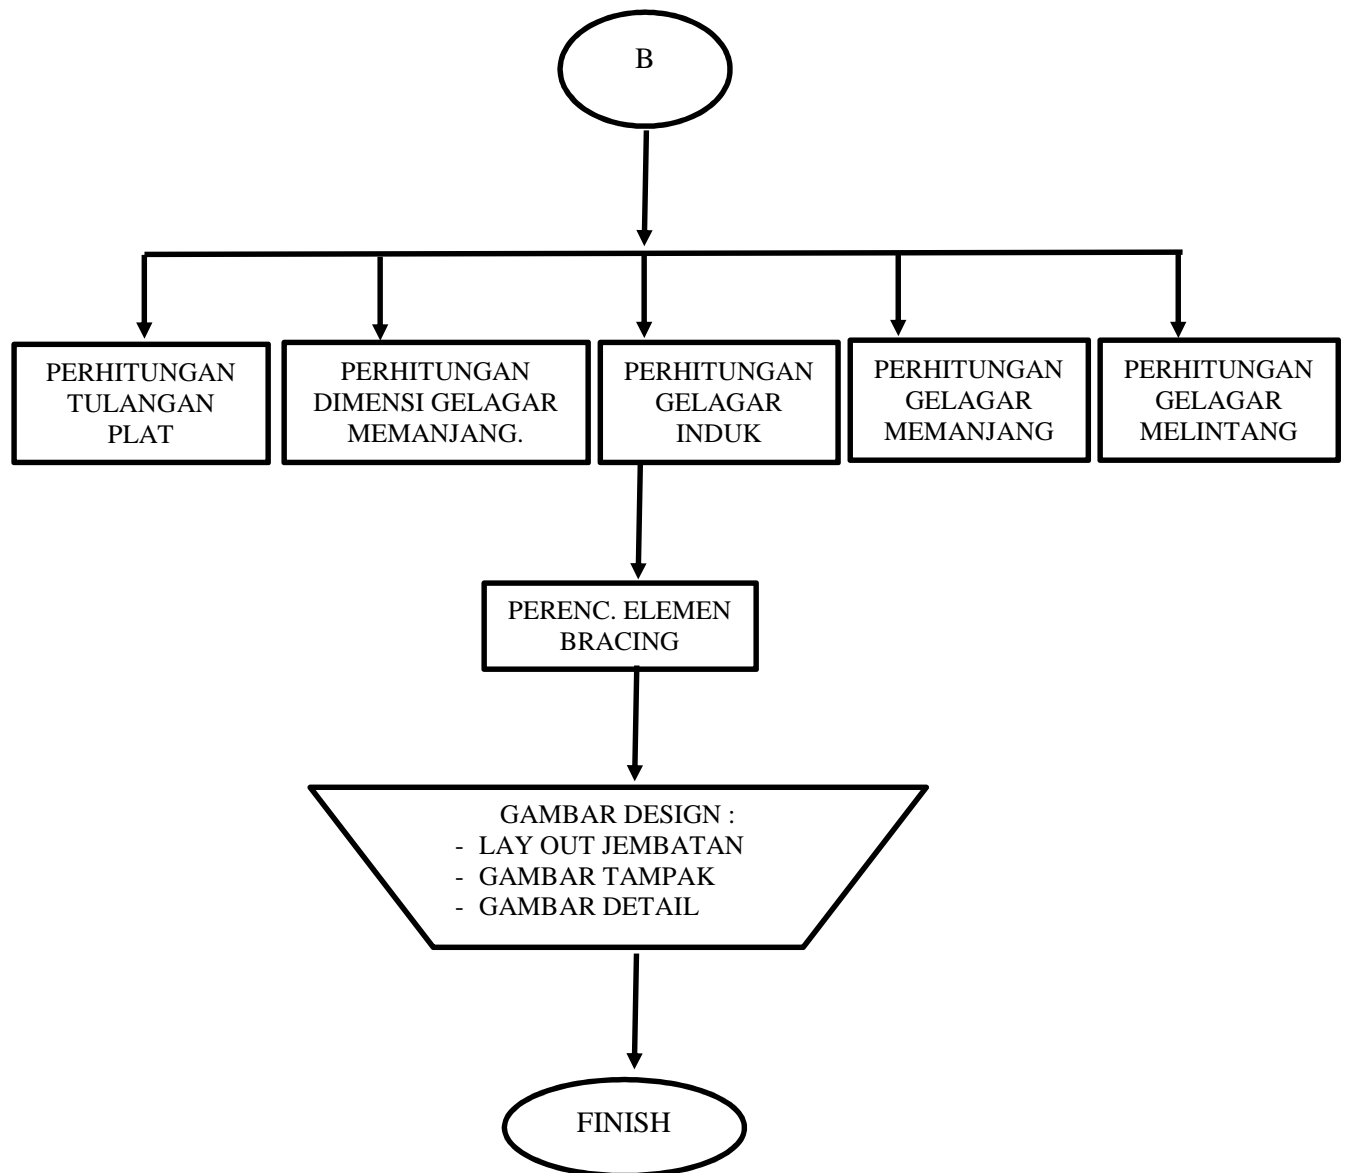 B
PERHITUNGAN
TULANGAN
PLAT
PERHITUNGAN
DIMENSI GELAGAR
MEMANJANG.
PERHITUNGAN
GELAGAR
INDUK
PERHITUNGAN
GELAGAR
MEMANJANG
PERHITUNGAN
GELAGAR
MELINTANG
PERENC. ELEMEN
BRACING
GAMBAR DESIGN :
- LAY OUT JEMBATAN
- GAMBAR TAMPAK
- GAMBAR DETAIL
FINISH